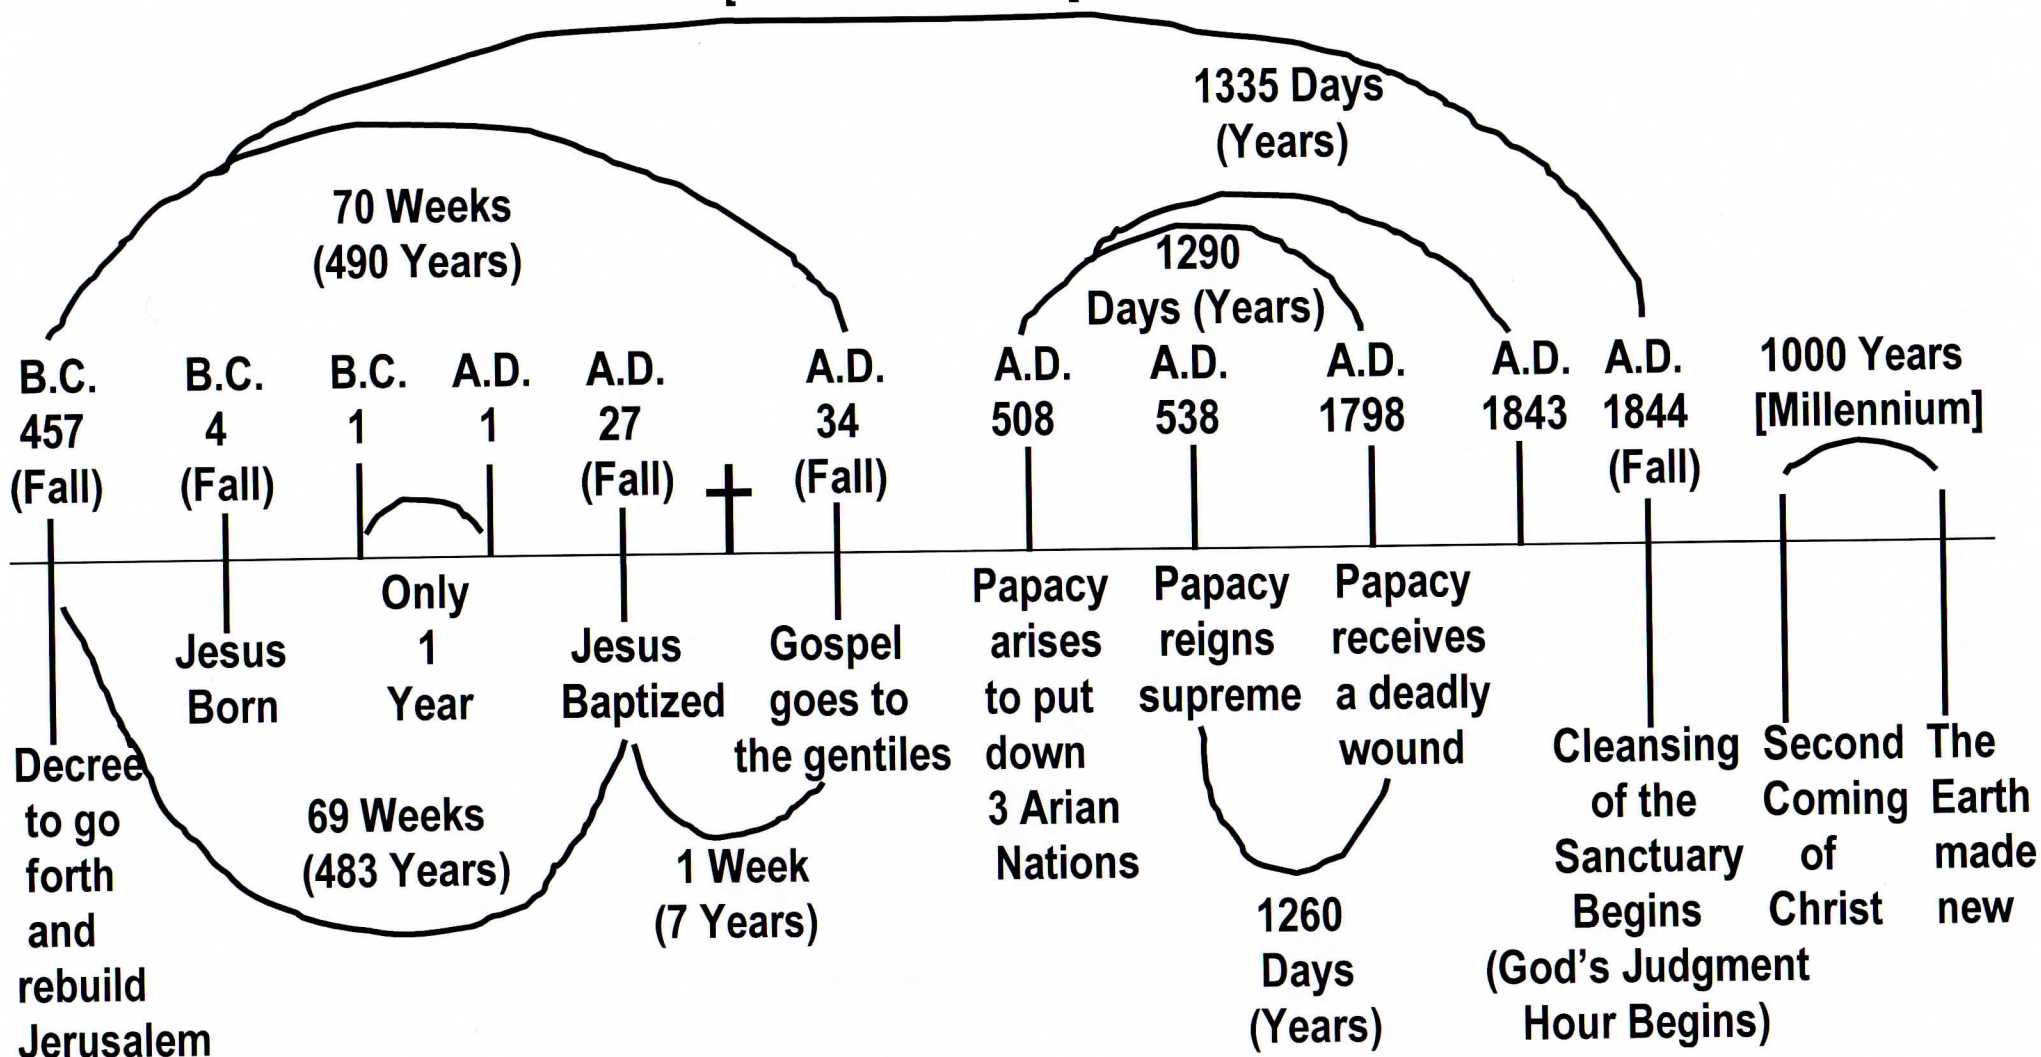 1335 Days
(Years)
70 Weeks
(490 Years)
1290
Days (Years)
B.C.
457
(Fall)
B.C.
4
(Fall)
B.C.
1
A.D.
1
A.D.
27
(Fall)
A.D.
34
(Fall)
A.D.
508
A.D.
538
A.D.
1798
A.D.
1843
A.D.
1844
(Fall)
1000 Years
[Millennium]
Decree
to go
forth
and
rebuild
Jerusalem
Jesus
Born
Only
1
Year
Jesus
Baptized
Gospel
goes to
the gentiles
69 Weeks
(483 Years)
1 Week
(7 Years)
Papacy
arises
to put
down
3 Arian
Nations
Papacy
reigns
supreme
Papacy
receives
a deadly
wound
1260
Days
(Years)
Cleansing
of the
Sanctuary
Begins
(God's Judgment
Hour Begins)
Second
Coming
of
Christ
The
Earth
made
new